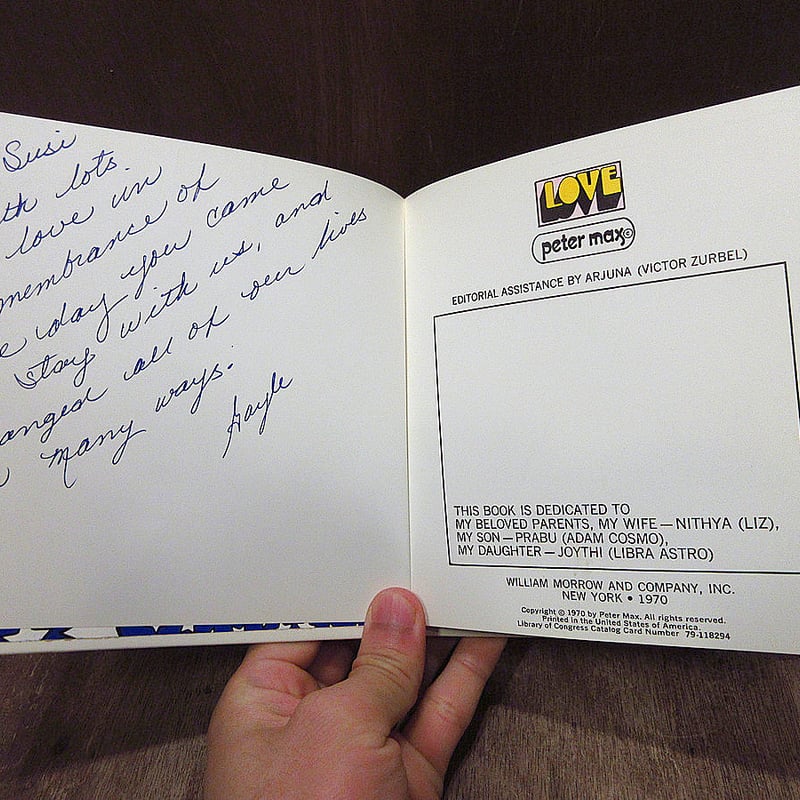 Susi
th lots
love in
membrance of
e day you came
stay with us, and
anged all of our lives
many ways.
Gayle
LOVE
peter max©
EDITORIAL ASSISTANCE BY ARJUNA (VICTOR ZURBEL)
THIS BOOK IS DEDICATED TO
MY BELOVED PARENTS, MY WIFE — NITHYA (LIZ),
MY SON — PRABU (ADAM COSMO),
MY DAUGHTER — JOYTHI (LIBRA ASTRO)
WILLIAM MORROW AND COMPANY, INC.
NEW YORK • 1970
Copyright © 1970 by Peter Max. All rights reserved.
Printed in the United States of America.
Library of Congress Catalog Card Number 79-118294